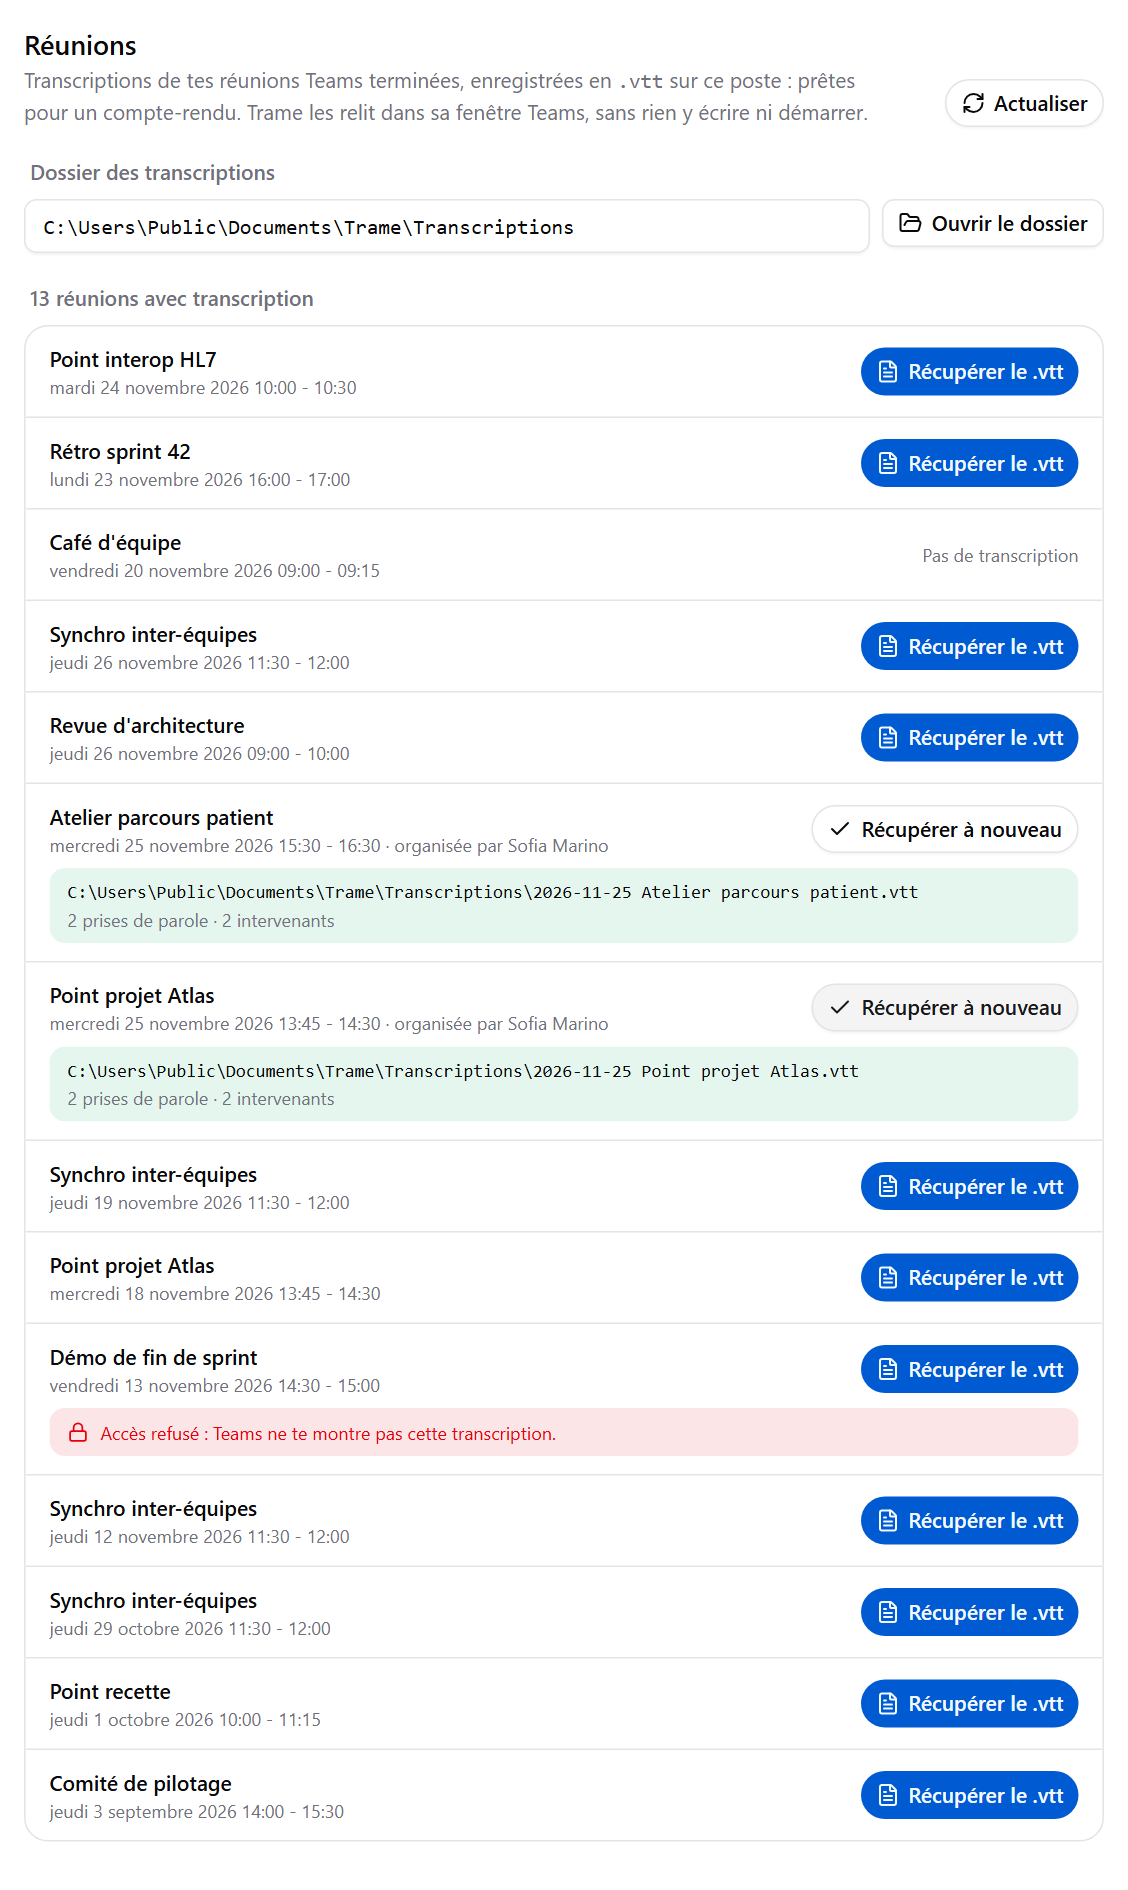 Réunions
Transcriptions de tes réunions Teams terminées, enregistrées en .vtt sur ce poste : prêtes
pour un compte-rendu. Trame les relit dans sa fenêtre Teams, sans rien y écrire ni démarrer.
Actualiser
Dossier des transcriptions
C:\Users\Public\Documents\Trame\Transcriptions
Ouvrir le dossier
13 réunions avec transcription
Point interop HL7
mardi 24 novembre 2026 10:00 - 10:30
Récupérer le .vtt
Rétro sprint 42
lundi 23 novembre 2026 16:00 - 17:00
Récupérer le .vtt
Café d'équipe
vendredi 20 novembre 2026 09:00 - 09:15
Pas de transcription
Synchro inter-équipes
jeudi 26 novembre 2026 11:30 - 12:00
Récupérer le .vtt
Revue d'architecture
jeudi 26 novembre 2026 09:00 - 10:00
Récupérer le .vtt
Atelier parcours patient
mercredi 25 novembre 2026 15:30 - 16:30 · organisée par Sofia Marino
Récupérer à nouveau
C:\Users\Public\Documents\Trame\Transcriptions\2026-11-25 Atelier parcours patient.vtt
2 prises de parole · 2 intervenants
Point projet Atlas
mercredi 25 novembre 2026 13:45 - 14:30 · organisée par Sofia Marino
Récupérer à nouveau
C:\Users\Public\Documents\Trame\Transcriptions\2026-11-25 Point projet Atlas.vtt
2 prises de parole · 2 intervenants
Synchro inter-équipes
jeudi 19 novembre 2026 11:30 - 12:00
Récupérer le .vtt
Point projet Atlas
mercredi 18 novembre 2026 13:45 - 14:30
Récupérer le .vtt
Démo de fin de sprint
vendredi 13 novembre 2026 14:30 - 15:00
Récupérer le .vtt
Accès refusé : Teams ne te montre pas cette transcription.
Synchro inter-équipes
jeudi 12 novembre 2026 11:30 - 12:00
Récupérer le .vtt
Synchro inter-équipes
jeudi 29 octobre 2026 11:30 - 12:00
Récupérer le .vtt
Point recette
jeudi 1 octobre 2026 10:00 - 11:15
Récupérer le .vtt
Comité de pilotage
jeudi 3 septembre 2026 14:00 - 15:30
Récupérer le .vtt